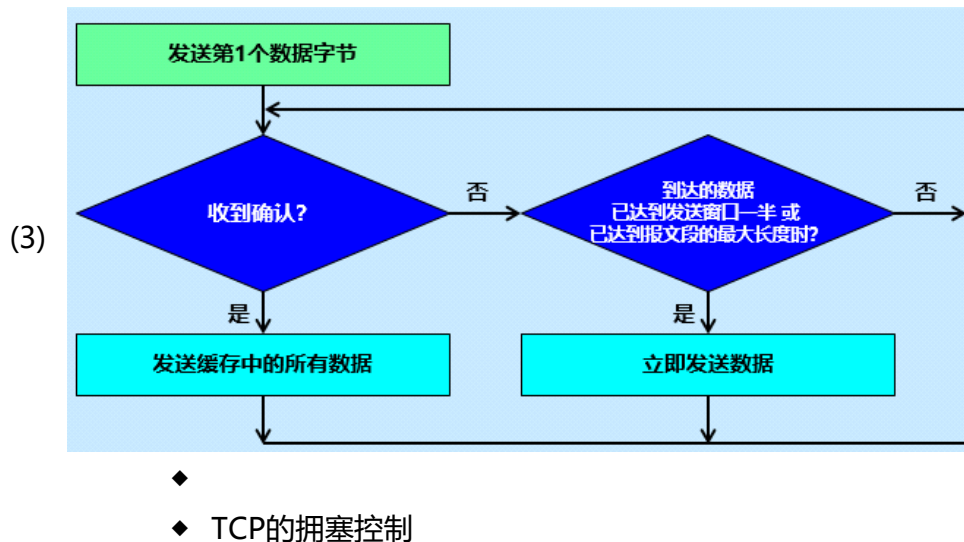 发送第1个数据字节
收到确认?
否
到达的数据
已达到发送窗口一半 或
已达到报文段的最大长度时?
否
(3)
是
是
发送缓存中的所有数据
立即发送数据
◆
◆ TCP的拥塞控制